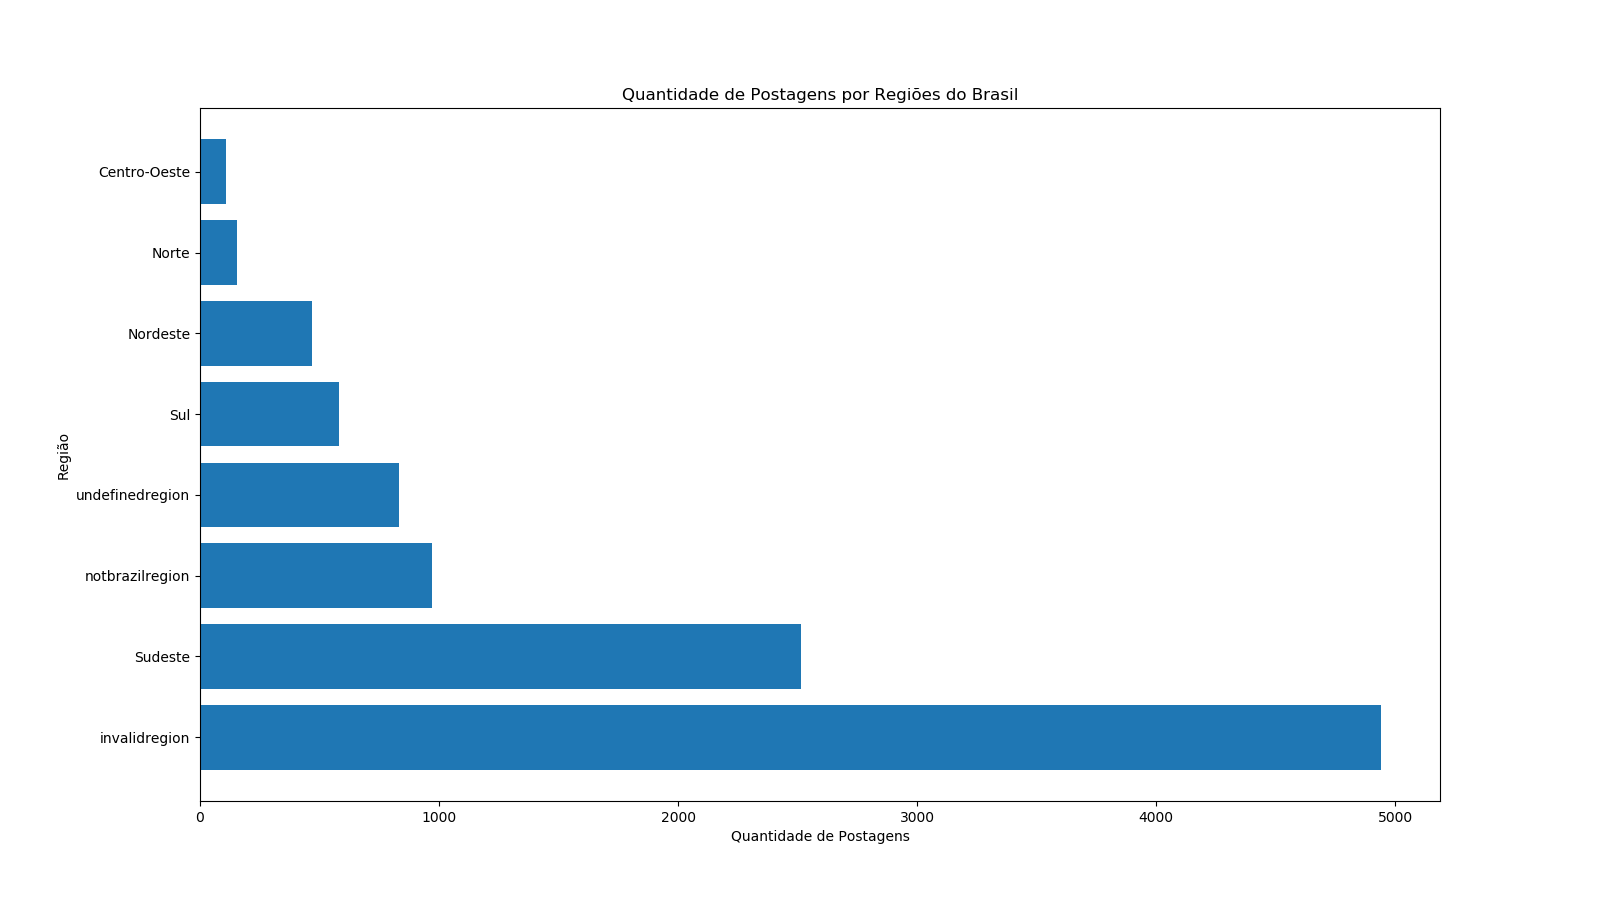 Quantidade de Postagens por Regiões do Brasil
Centro-Oeste
Norte
Nordeste
Sul
undefinedregion
notbrazilregion
Sudeste
invalidregion
Região
0 1000 2000 3000 4000 5000
Quantidade de Postagens